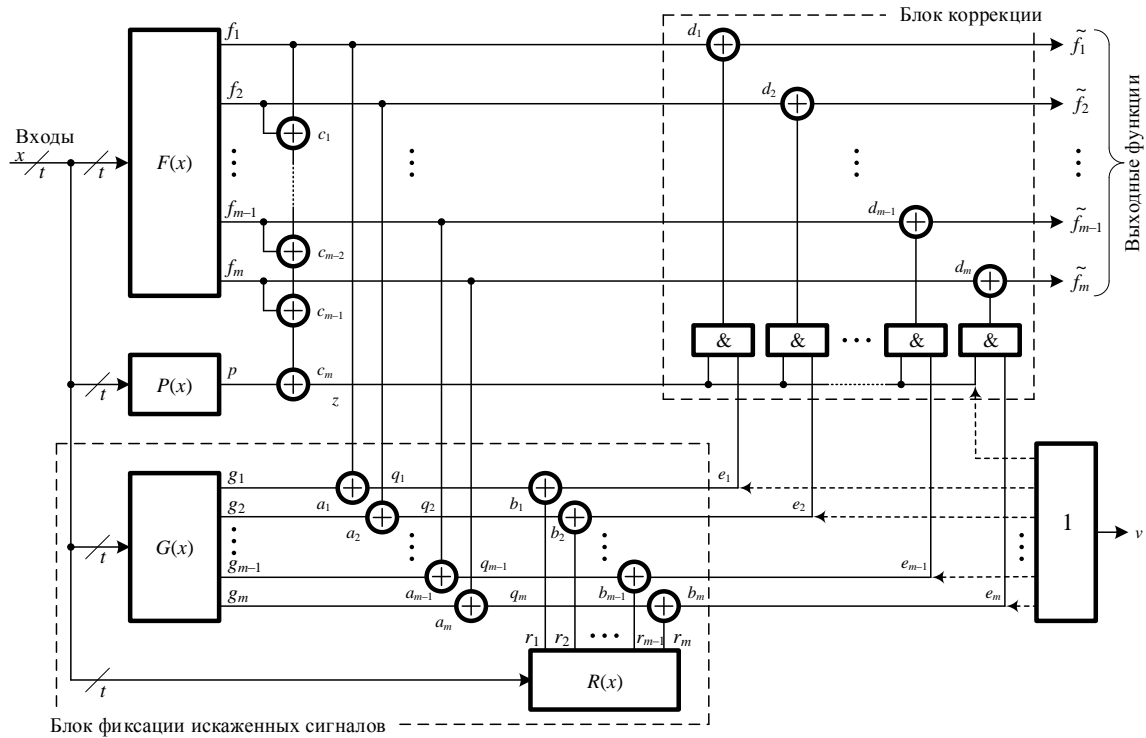 Блок коррекции
f1
d1
f̃1
f2
d2
f̃2
Входы
x
t
t
F(x)
c1
fm–1
dm–1
f̃m–1
cm–2
fm
dm
f̃m
Выходные функции
cm–1
& & & &
P(x)
p
t
cm
z
G(x)
t
g1
q1
e1
a1
b1
g2
q2
e2
a2
b2
1
v
gm–1
qm–1
em–1
am–1
bm–1
gm
qm
bm
em
am
r1 r2 rm–1 rm
R(x)
t
Блок фиксации искаженных сигналов